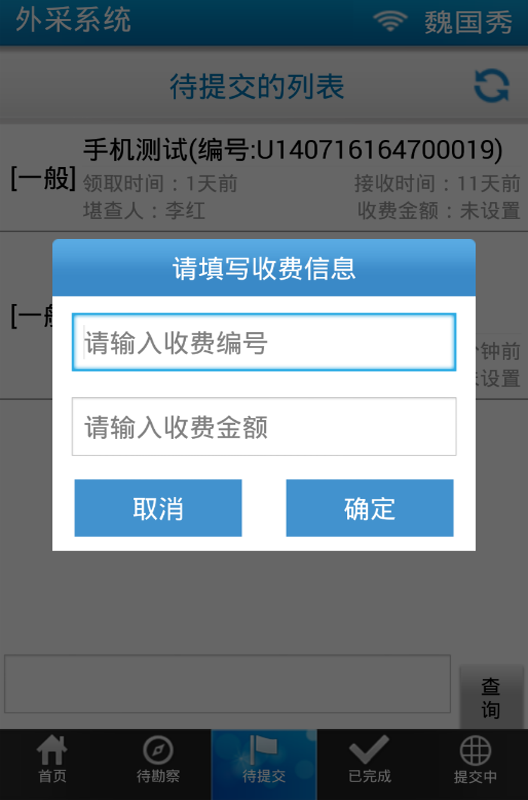 外采系统 魏国秀
待提交的列表
手机测试(编号:U140716164700019)
[一般] 领取时间：1天前 接收时间：11天前
堪查人：李红 收费金额：未设置
请填写收费信息
[一般
请输入收费编号
钟前
未设置
请输入收费金额
取消 确定
查询
首页 待勘察 待提交 已完成 提交中